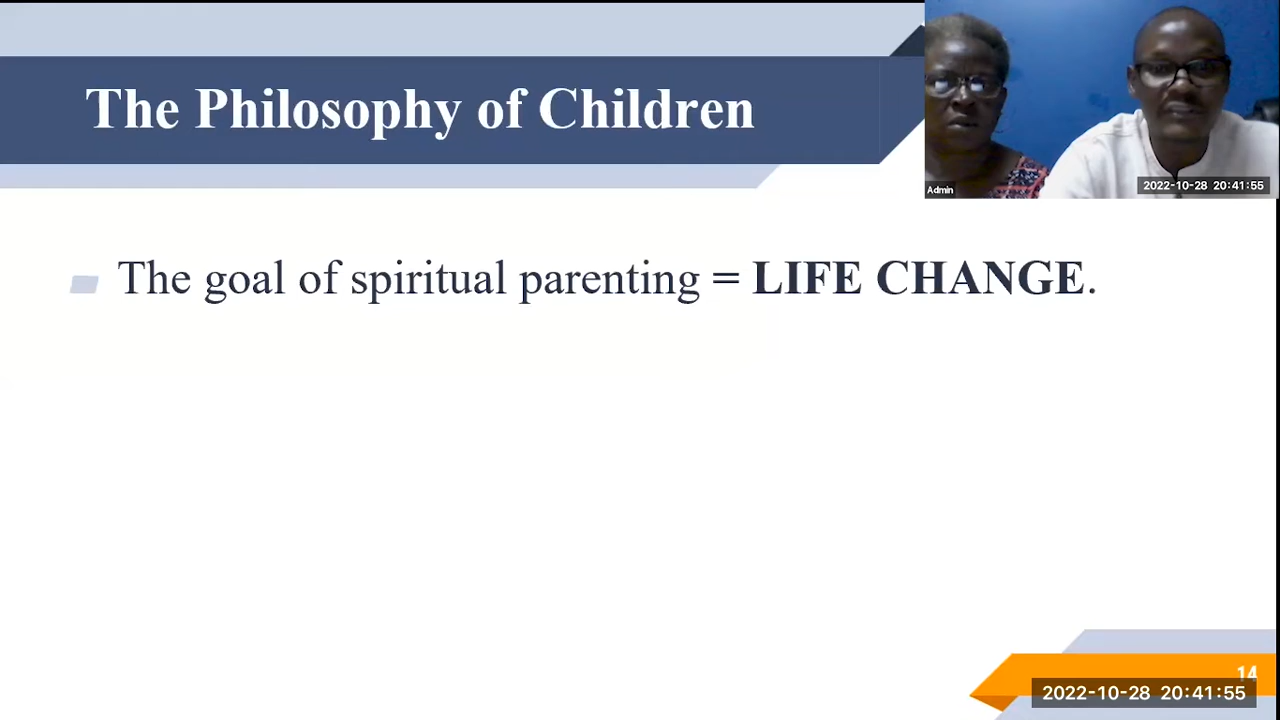 The Philosophy of Children
Admin
2022-10-28 20:41:55
The goal of spiritual parenting = LIFE CHANGE.
14
2022-10-28 20:41:55